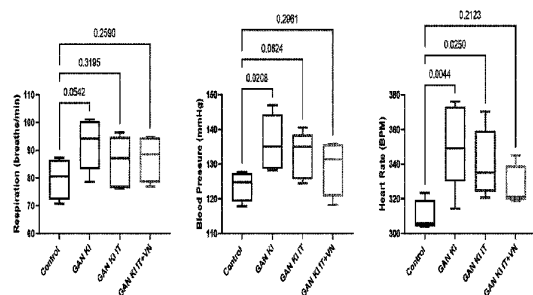 0.2590
0.3195
0.0542
Respiration (breaths/min)
110
100
90
80
70
60
Control
GAN KI
GAN KI IT
GAN KI IT+VN
0.2961
0.0624
0.0208
Blood Pressure (mmHg)
150
140
130
120
110
Control
GAN KI
GAN KI IT
GAN KI IT+VN
0.2123
0.0250
0.0044
Heart Rate (BPM)
380
360
340
320
300
Control
GAN KI
GAN KI IT
GAN KI IT+VN